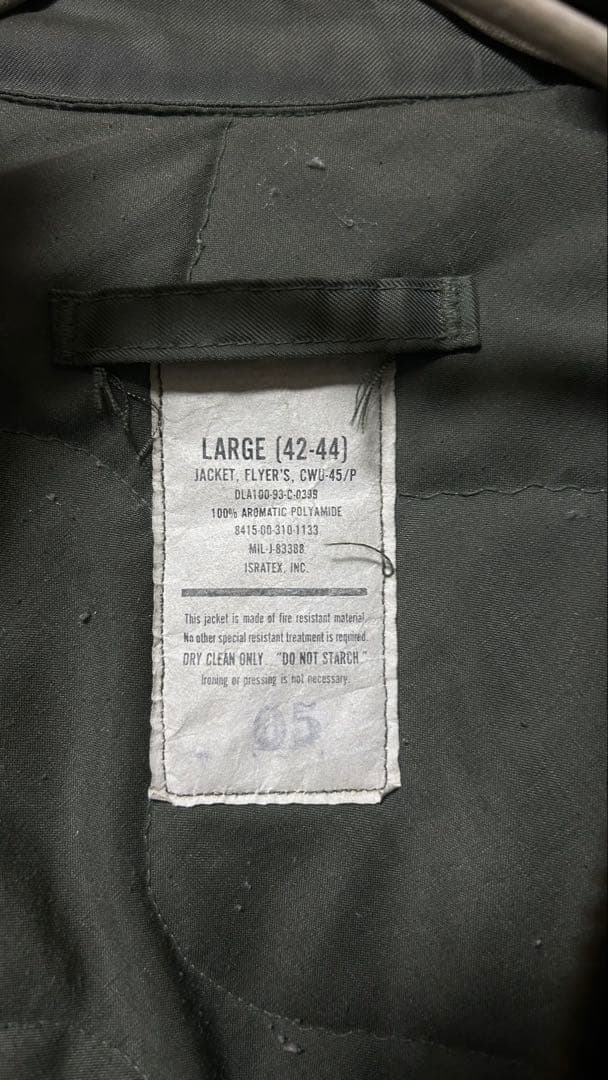 LARGE (42-44)
JACKET, FLYER'S, CWU-45/P
DLA100-93-C-0399
100% AROMATIC POLYAMIDE
8415-00-310-1133
MIL-J-83388
ISRATEX, INC.
This jacket is made of fire resistant material
No other special resistant treatment is required.
DRY CLEAN ONLY "DO NOT STARCH."
Ironing or pressing is not necessary.
05